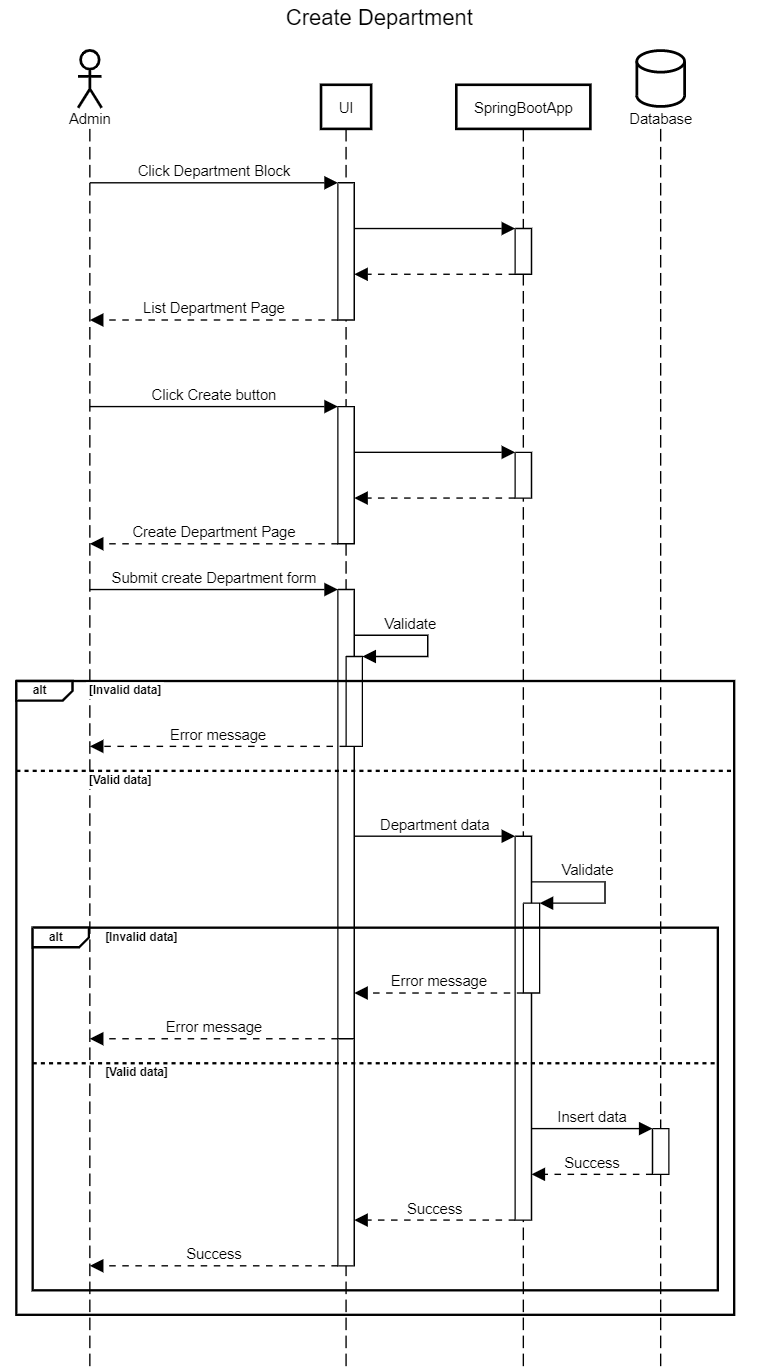 Create Department
Admin
UI
SpringBootApp
Database
Click Department Block
List Department Page
Click Create button
Create Department Page
Submit create Department form
Validate
alt
[Invalid data]
Error message
[Valid data]
Department data
Validate
alt
[Invalid data]
Error message
Error message
[Valid data]
Insert data
Success
Success
Success